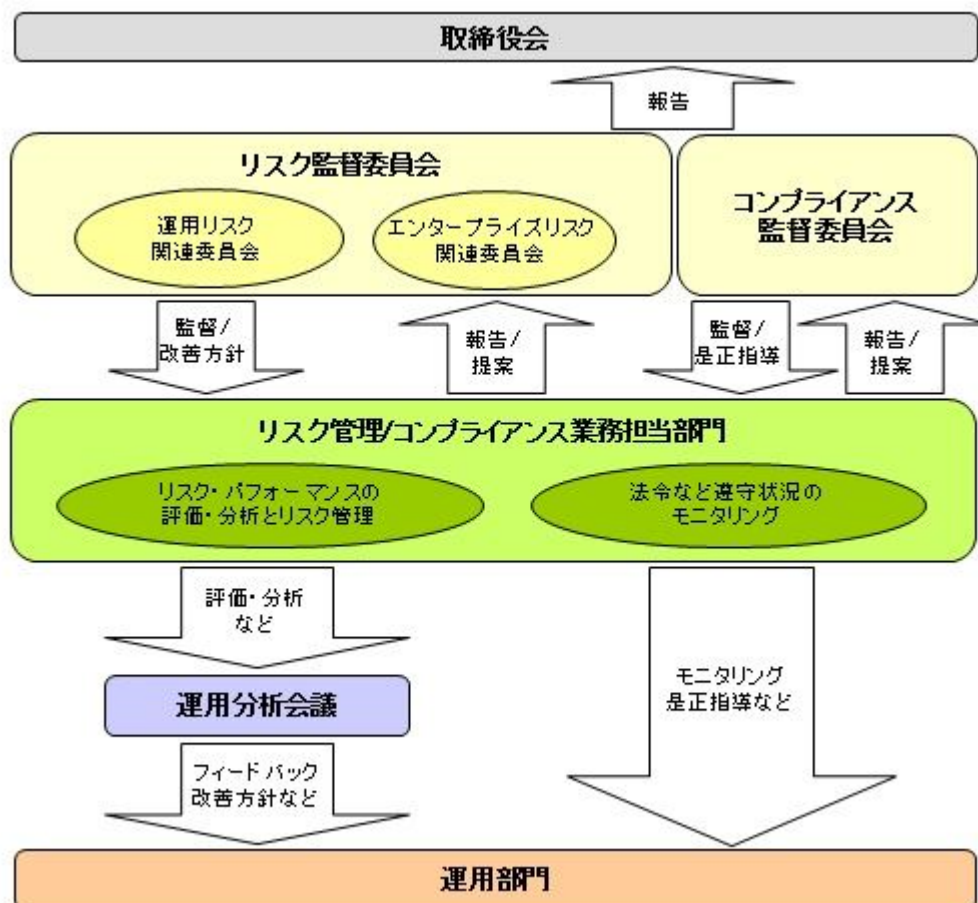 取締役会
報告
リスク監督委員会
運用リスク
関連委員会
エンタープライズリスク
関連委員会
コンプライアンス
監督委員会
監督/
改善方針
報告/
提案
監督/
是正指導
報告/
提案
リスク管理/コンプライアンス業務担当部門
リスク・パフォーマンスの
評価・分析とリスク管理
法令など遵守状況の
モニタリング
評価・分析
など
運用分析会議
モニタリング
是正指導など
フィードバック
改善方針など
運用部門